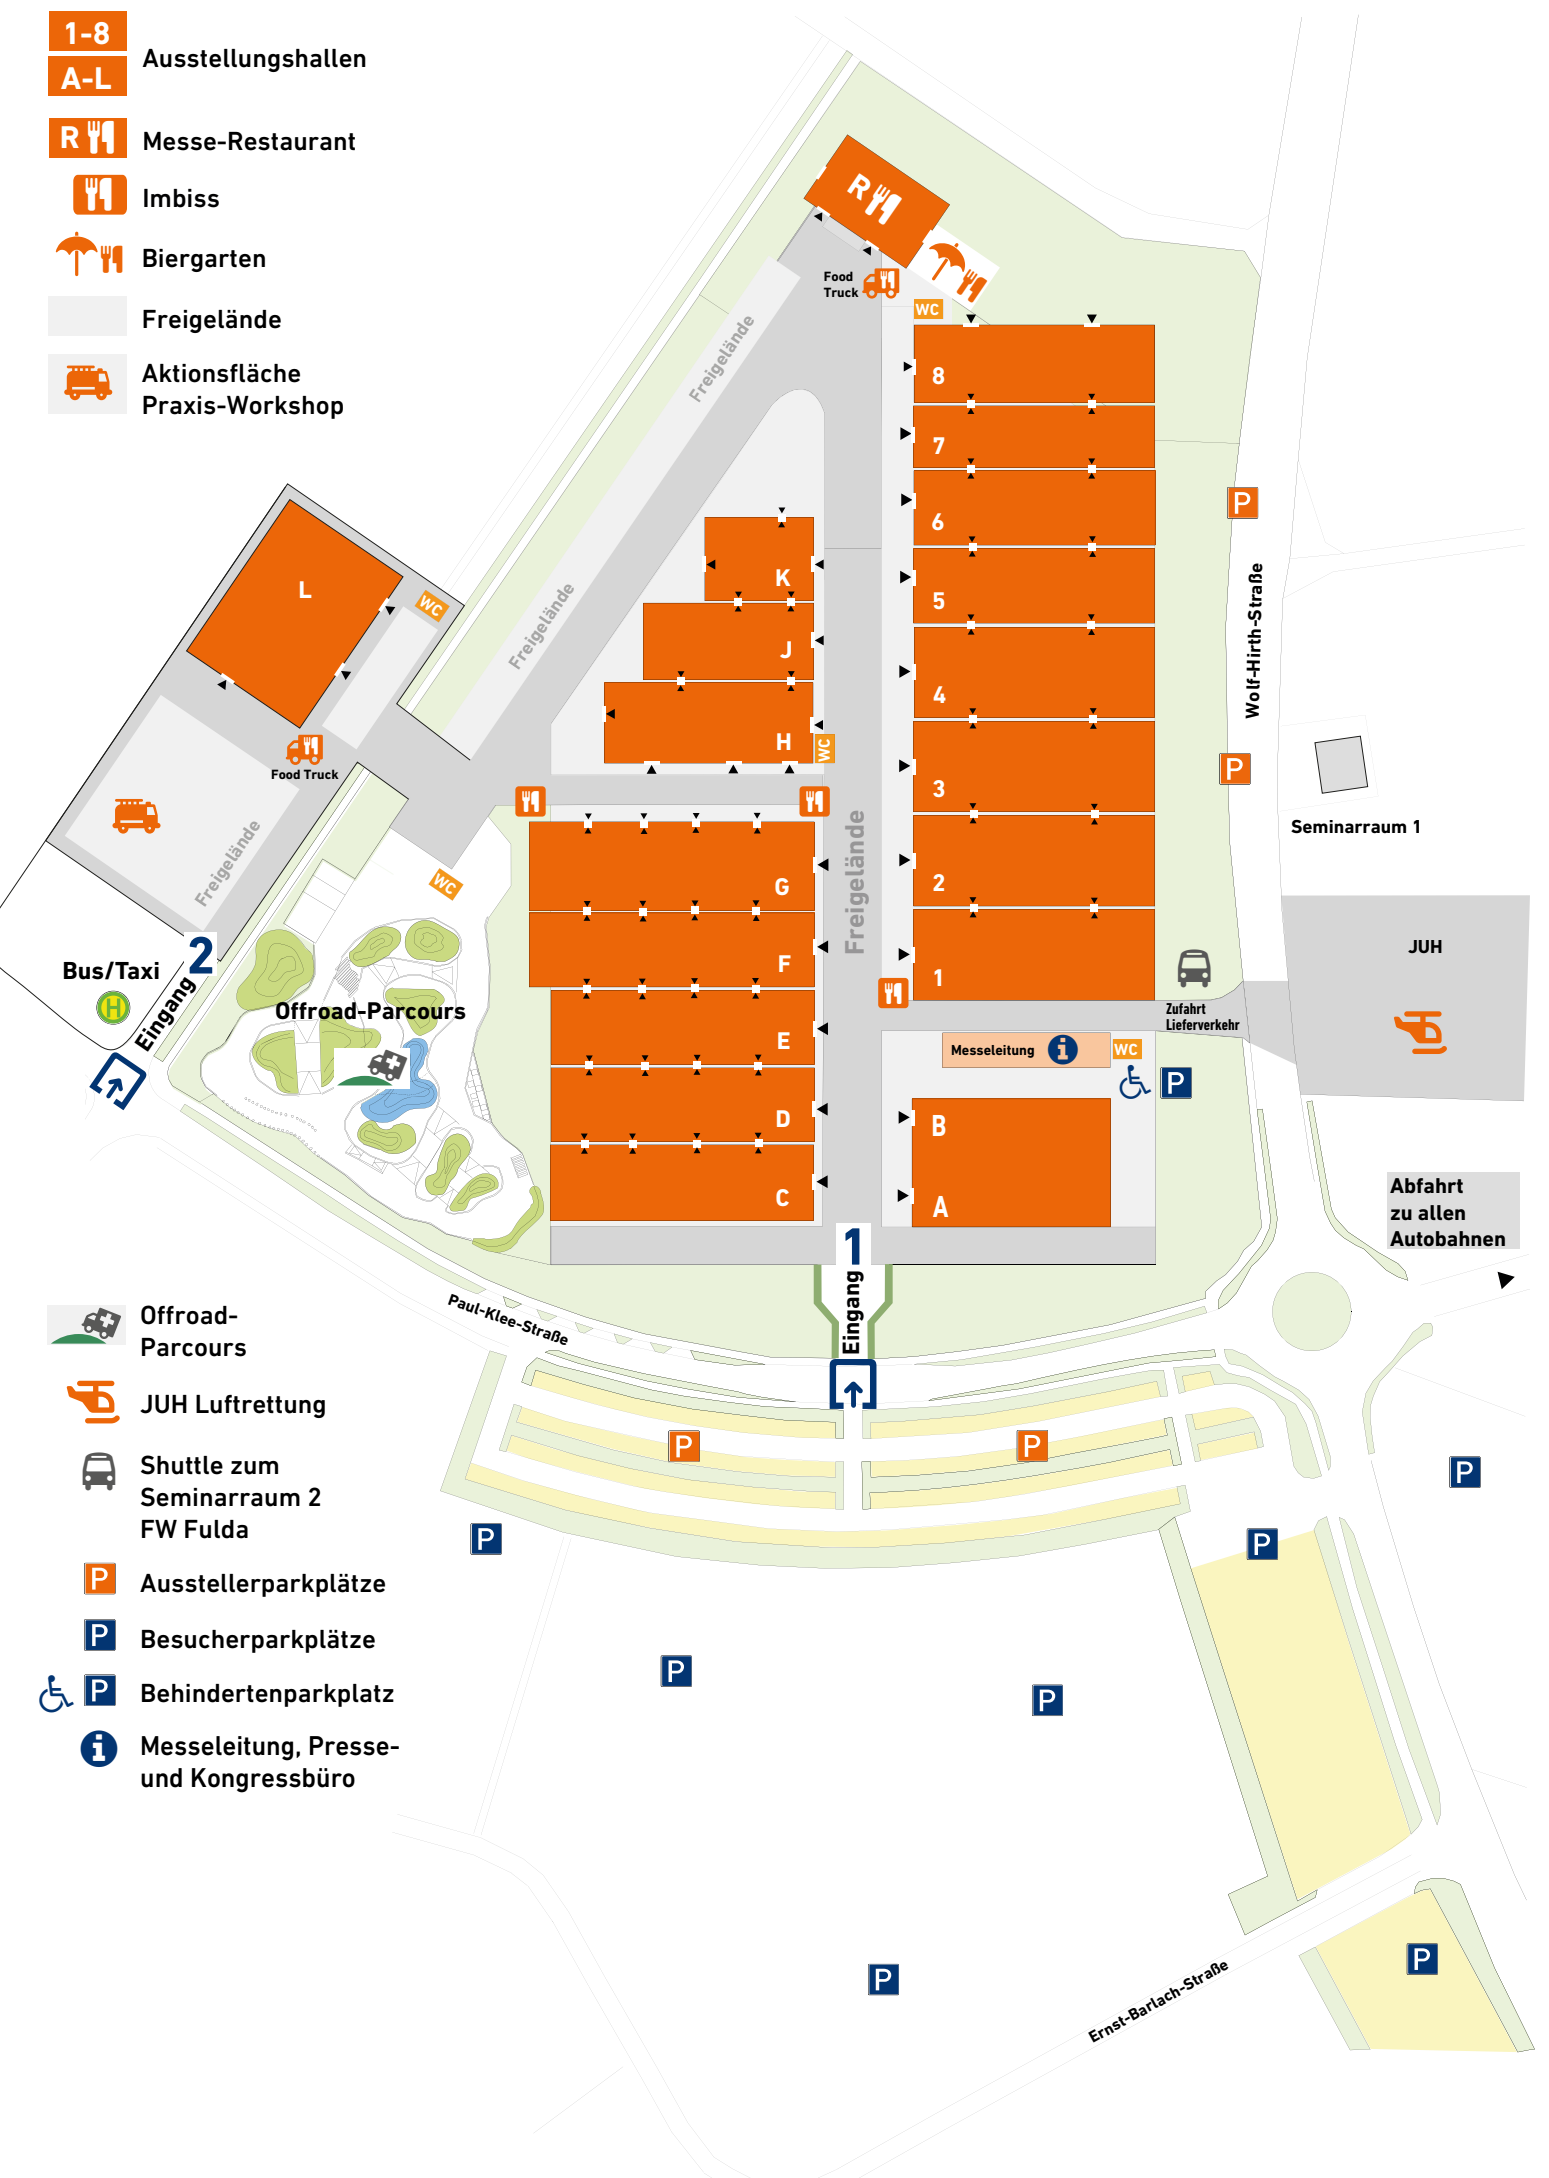 1-8
A-L
Ausstellungshallen
R
Messe-Restaurant
Imbiss
Biergarten
Freigelände
Aktionsfläche
Praxis-Workshop
R
Food
Truck
WC
Freigelände
8
7
6
5
4
3
2
1
P
Wolf-Hirth-Straße
P
Seminarraum 1
K
J
H
WC
Freigelände
L
WC
Food Truck
Freigelände
WC
G
F
E
D
C
Freigelände
Bus/Taxi
H
Eingang 2
Offroad-Parcours
JUH
Zufahrt
Lieferverkehr
Messeleitung
i
WC
P
B
A
Abfahrt
zu allen
Autobahnen
Eingang 1
Paul-Klee-Straße
Offroad-
Parcours
JUH Luftrettung
Shuttle zum
Seminarraum 2
FW Fulda
P
Ausstellerparkplätze
P
Besucherparkplätze
P
Behindertenparkplatz
i
Messeleitung, Presse-
und Kongressbüro
P
P
P
P
P
P
P
P
P
Ernst-Barlach-Straße